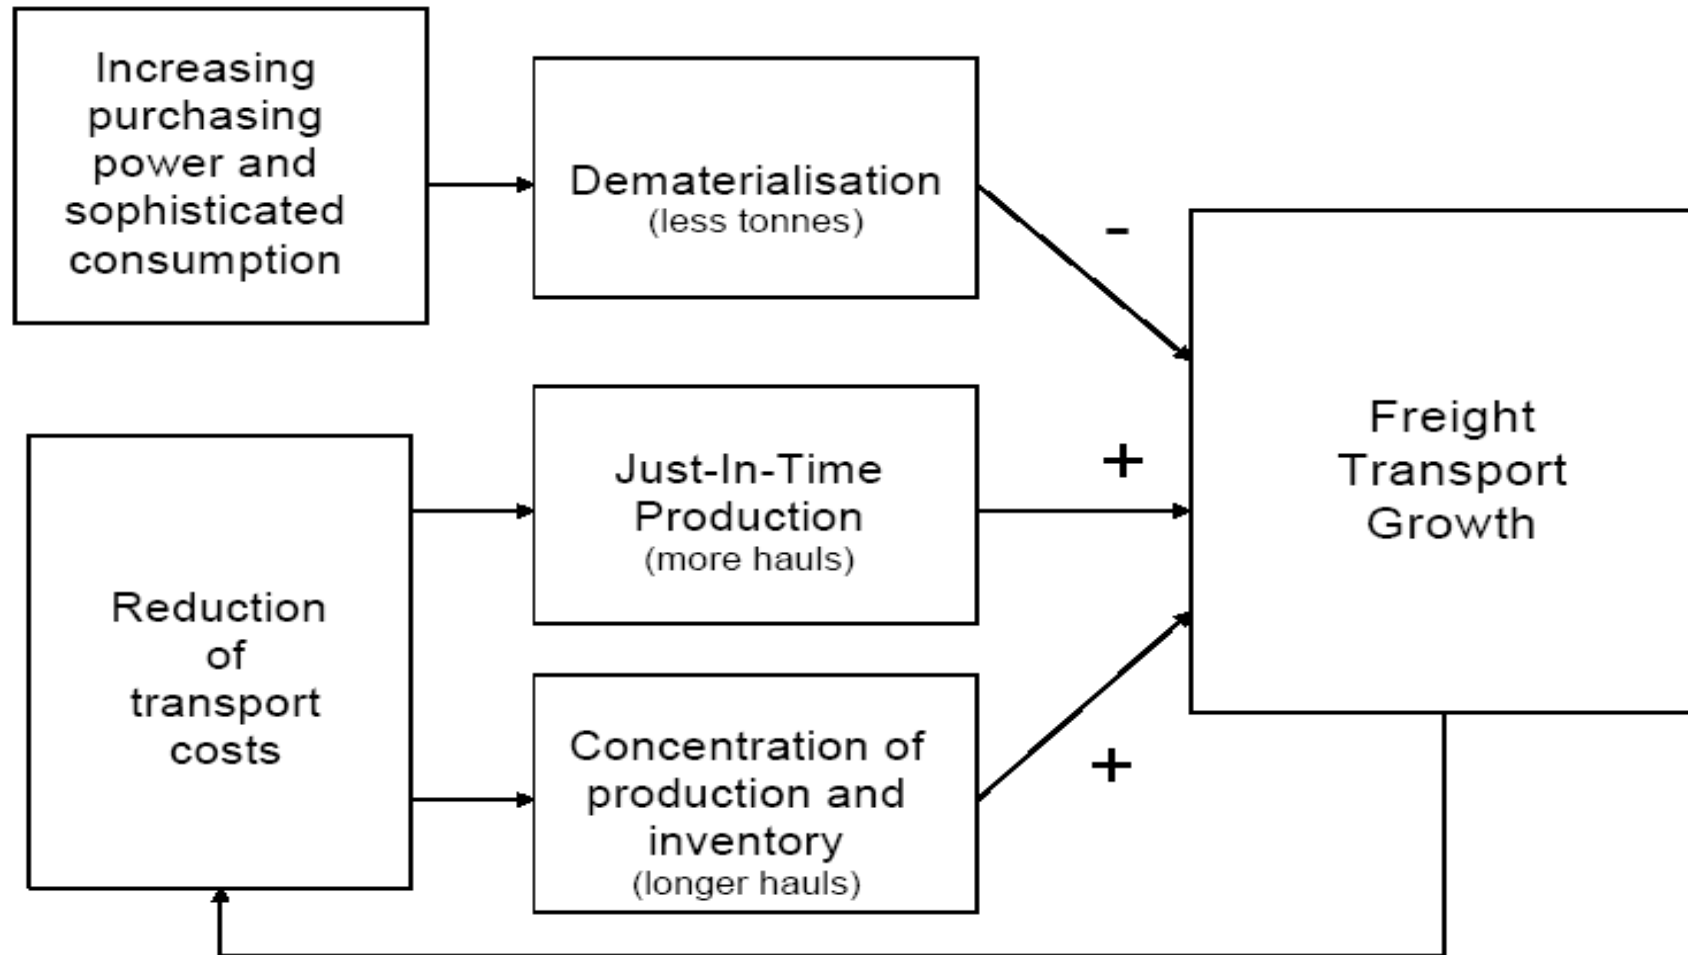 Increasing
purchasing
power and
sophisticated
consumption
Dematerialisation
(less tonnes)
-
Freight
Transport
Growth
+
Just-In-Time
Production
(more hauls)
Reduction
of
transport
costs
Concentration of
production and
inventory
(longer hauls)
+